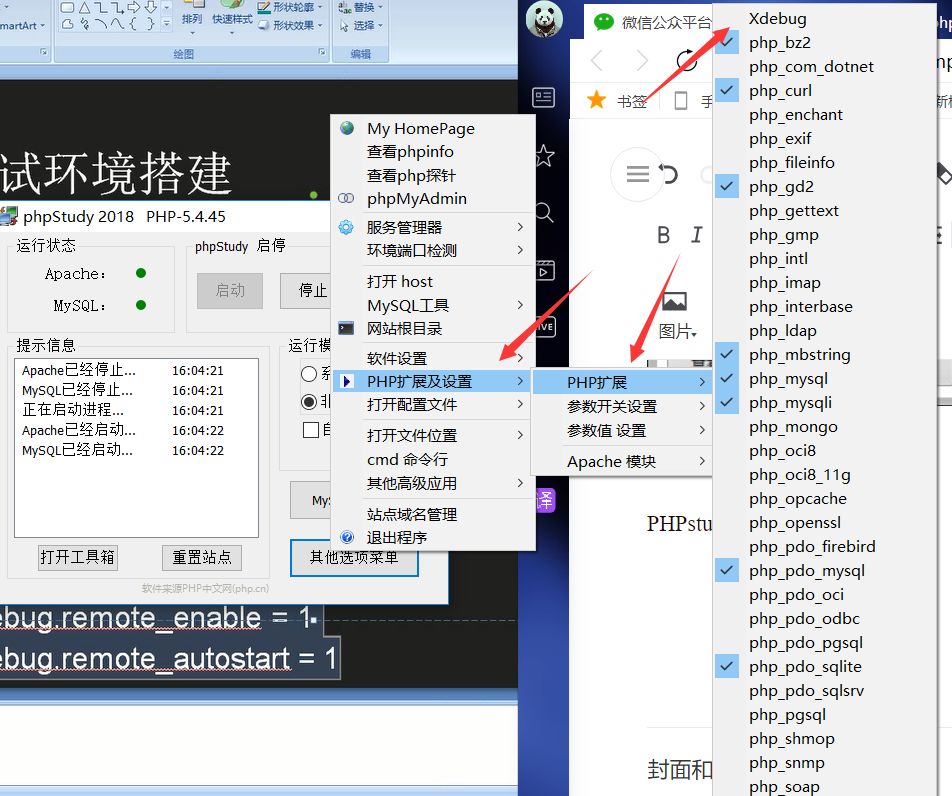 martArt
排列
快速样式
形状轮廓
形状效果
绘图
替换
选择
编辑
试环境搭建
phpStudy 2018 PHP-5.4.45
运行状态
Apache:
MySQL:
phpStudy 启停
启动
停止
提示信息
Apache已经停止... 16:04:21
MySQL已经停止... 16:04:21
正在启动进程... 16:04:21
Apache已经启动... 16:04:22
MySQL已经启动... 16:04:22
运行模
系
非
自
MyS
打开工具箱
重置站点
其他选项菜单
软件来源PHP中文网(php.cn)
ebug.remote_enable = 1
ebug.remote_autostart = 1
My HomePage
查看phpinfo
查看php探针
phpMyAdmin
服务管理器
环境端口检测
打开 host
MySQL工具
网站根目录
软件设置
PHP扩展及设置
打开配置文件
打开文件位置
cmd 命令行
其他高级应用
站点域名管理
退出程序
PHP扩展
参数开关设置
参数值 设置
Apache 模块
微信公众平台
书签
手
B I
图片
IVE
译
PHPstu
封面和
Xdebug
php_bz2
php_com_dotnet
php_curl
php_enchant
php_exif
php_fileinfo
php_gd2
php_gettext
php_gmp
php_intl
php_imap
php_interbase
php_ldap
php_mbstring
php_mysql
php_mysqli
php_mongo
php_oci8
php_oci8_11g
php_opcache
php_openssl
php_pdo_firebird
php_pdo_mysql
php_pdo_oci
php_pdo_odbc
php_pdo_pgsql
php_pdo_sqlite
php_pdo_sqlsrv
php_pgsql
php_shmop
php_snmp
php_soap